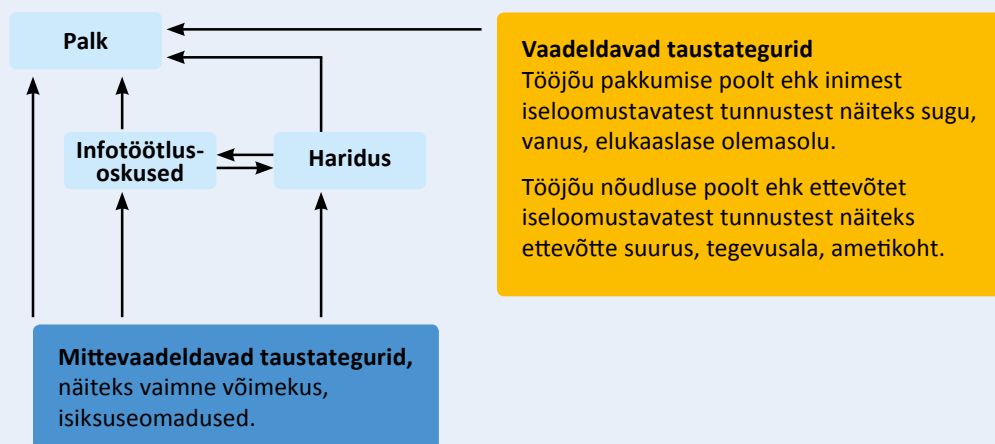 Palk
Infotöötlus-
oskused
Haridus
Vaadeldavad taustategurid
Tööjõu pakkumise poolt ehk inimest
iseloomustavatest tunnustest näiteks sugu,
vanus, elukaaslase olemasolu.
Tööjõu nõudluse poolt ehk ettevõtet
iseloomustavatest tunnustest näiteks
ettevõtte suurus, tegevusala, ametikoht.
Mittevaadeldavad taustategurid,
näiteks vaimne võimekus,
isiksuseomadused.